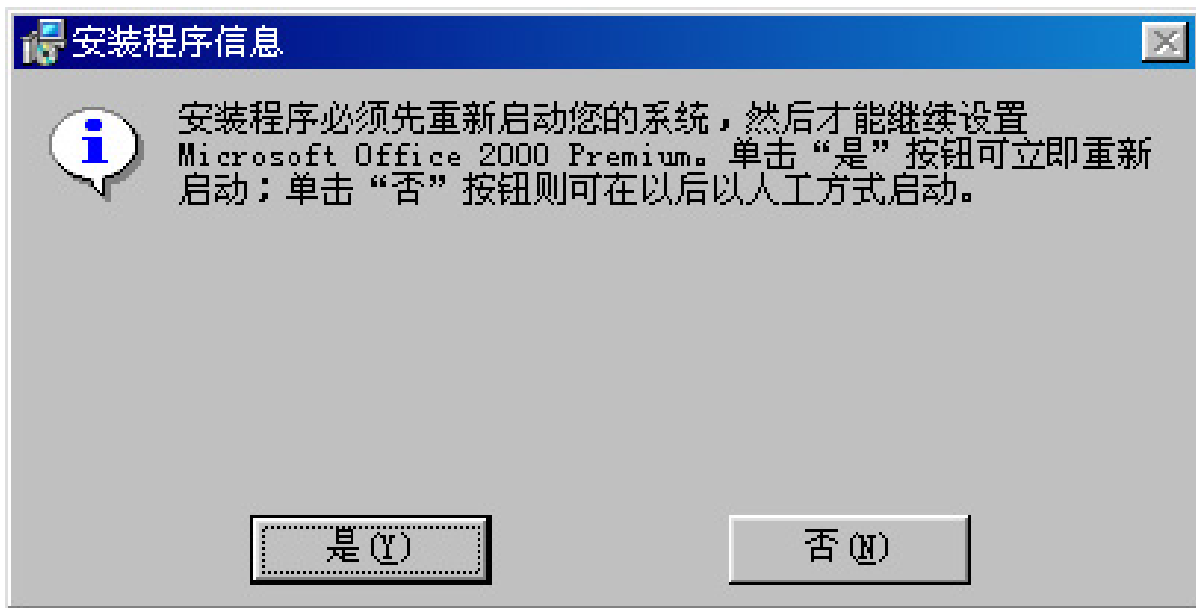 安装程序信息
安装程序必须先重新启动您的系统，然后才能继续设置
Microsoft Office 2000 Premium。单击“是”按钮可立即重新
启动；单击“否”按钮则可在以后以人工方式启动。
是(Y)
否(N)